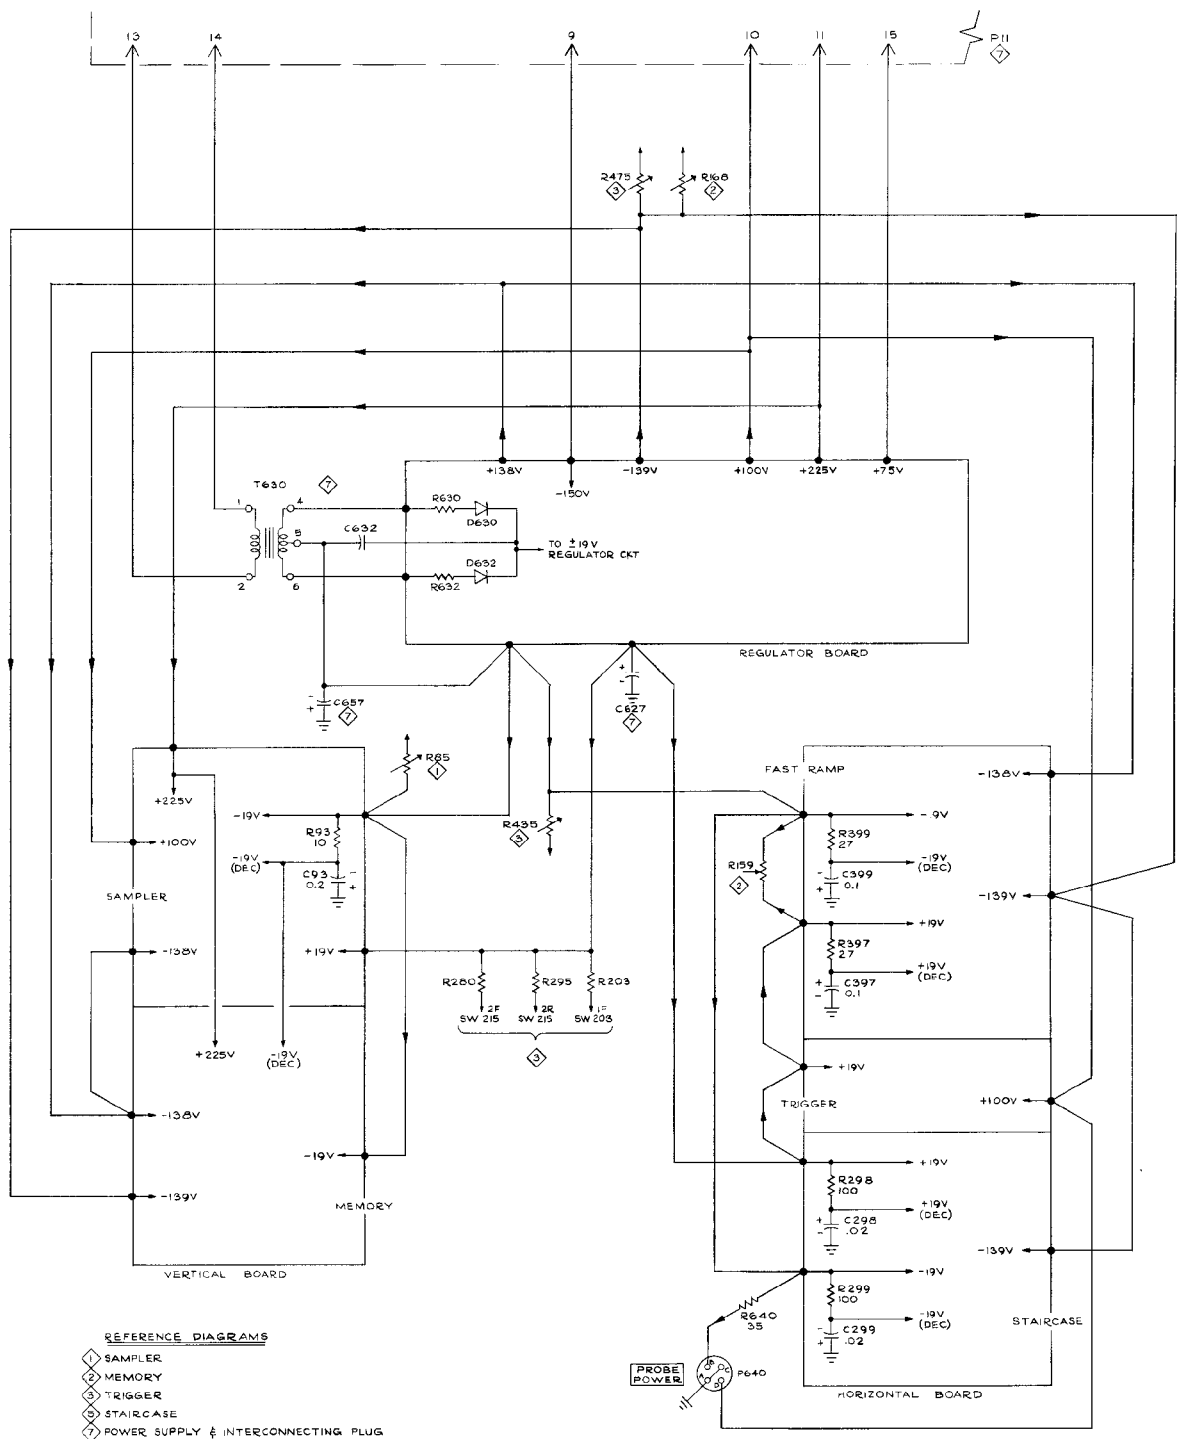 13 14 9 10 11 15 P11
7
R475 R168
3 2
+138V -150V -139V +100V +225V +75V
T630 7
1 4
R630
D630
C632
5
TO ±19V
REGULATOR CKT
D632
R632
2 6
REGULATOR BOARD
+ -
C657
7
C627
7
R85
1
FAST RAMP
-138V
+225V
-19V
R93
10
R435
3
-.9V
R399
27
+100V
-19V
(DEC)
C93
0.2
R159
2
-19V
(DEC)
C399
0.1
-139V
SAMPLER
+19V
-138V
+19V
R397
27
+19V
(DEC)
C397
0.1
R280 R295 R203
2F 2R 1F
SW 215 SW 215 SW 203
3
+225V
-19V
(DEC)
+19V
TRIGGER
+100V
-138V
-19V
+19V
R298
100
-139V
MEMORY
+19V
(DEC)
C298
.02
-139V
VERTICAL BOARD
-19V
R299
100
R640
35
-19V
(DEC)
C299
.02
STAIRCASE
PROBE
POWER
B C
A D
P640
HORIZONTAL BOARD
REFERENCE DIAGRAMS
1 SAMPLER
2 MEMORY
3 TRIGGER
5 STAIRCASE
7 POWER SUPPLY & INTERCONNECTING PLUG